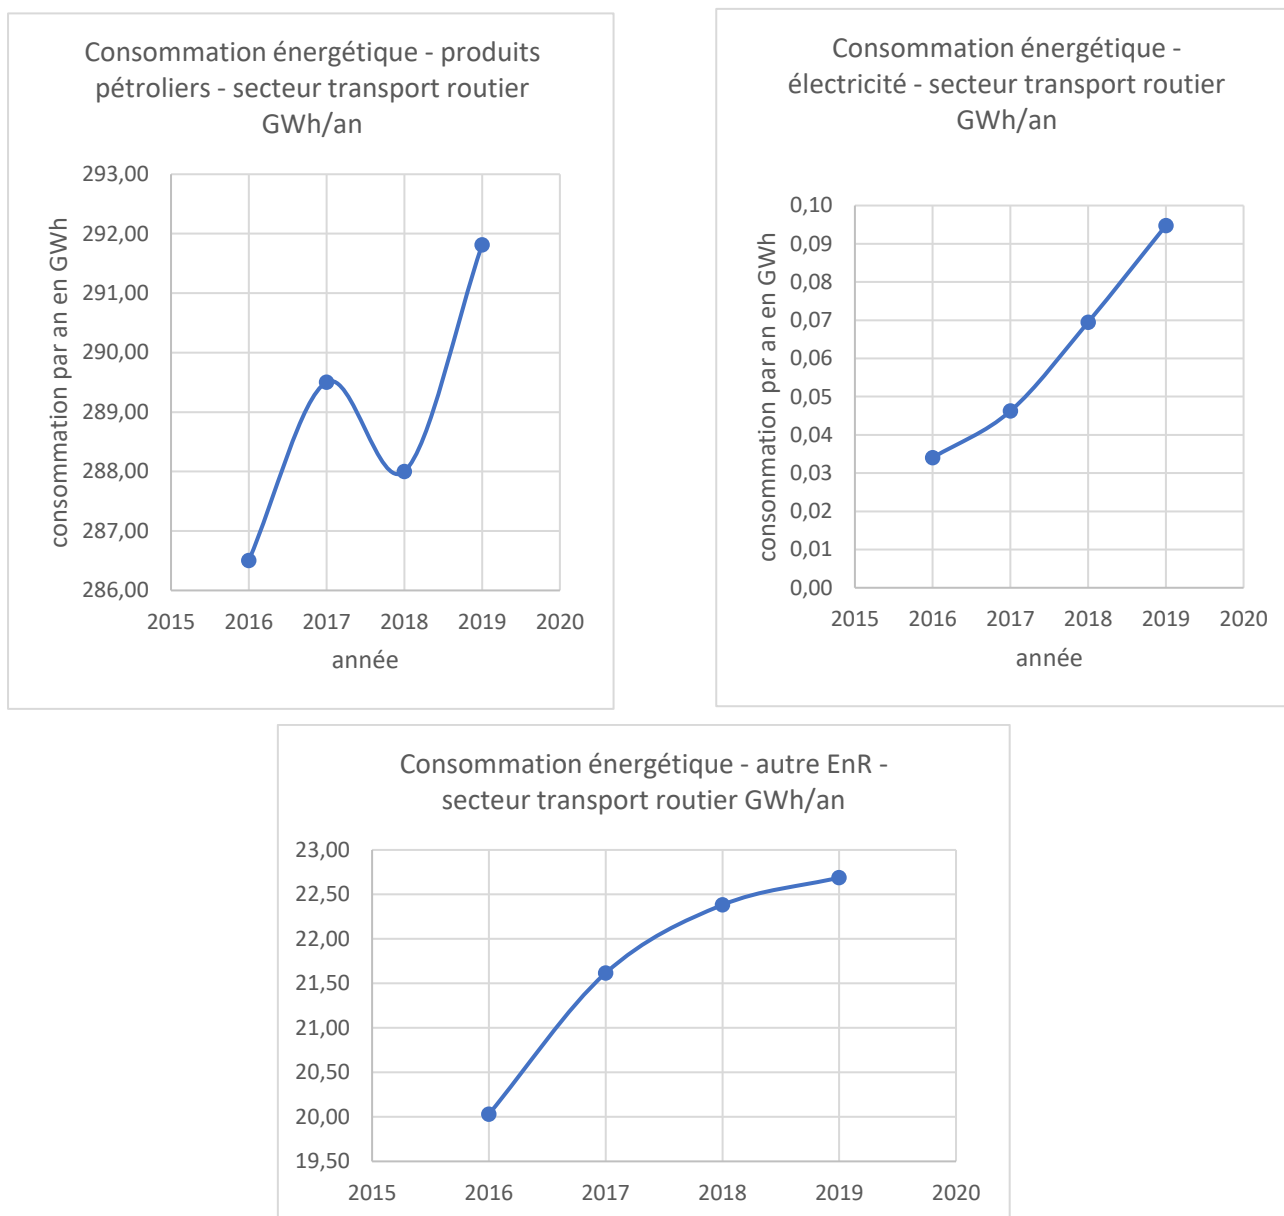 Consommation énergétique - produits
pétroliers - secteur transport routier
GWh/an
consommation par an en GWh
293,00
292,00
291,00
290,00
289,00
288,00
287,00
286,00
2015 2016 2017 2018 2019 2020
année
Consommation énergétique -
électricité - secteur transport routier
GWh/an
consommation par an en GWh
0,10
0,09
0,08
0,07
0,06
0,05
0,04
0,03
0,02
0,01
0,00
2015 2016 2017 2018 2019 2020
année
Consommation énergétique - autre EnR -
secteur transport routier GWh/an
23,00
22,50
22,00
21,50
21,00
20,50
20,00
19,50
2015 2016 2017 2018 2019 2020